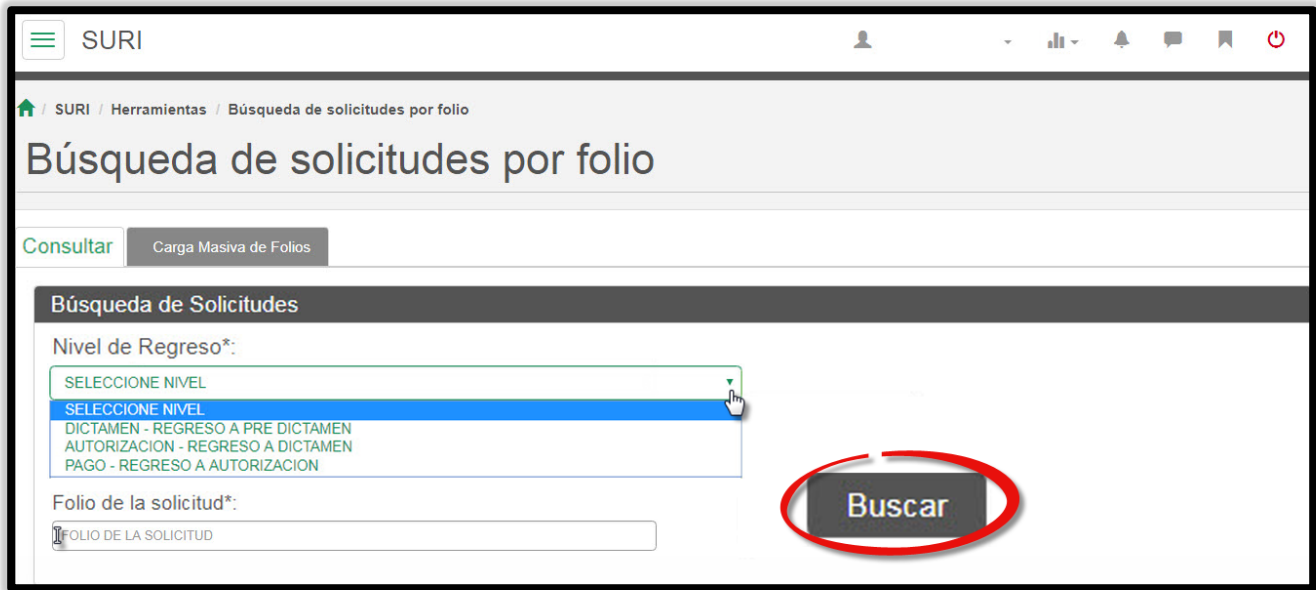 SURI
/ SURI / Herramientas / Búsqueda de solicitudes por folio
Búsqueda de solicitudes por folio
Consultar
Carga Masiva de Folios
Búsqueda de Solicitudes
Nivel de Regreso*:
SELECCIONE NIVEL
SELECCIONE NIVEL
DICTAMEN - REGRESO A PRE DICTAMEN
AUTORIZACION - REGRESO A DICTAMEN
PAGO - REGRESO A AUTORIZACION
Folio de la solicitud*:
FOLIO DE LA SOLICITUD
Buscar